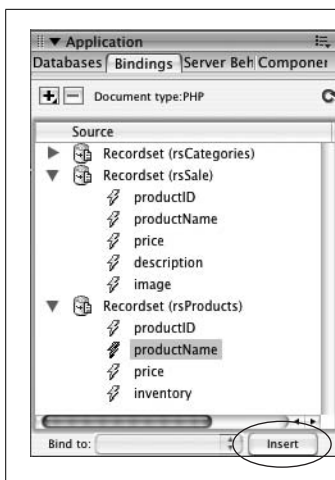 Application
Databases Bindings Server Beh Componer
Document type:PHP
Source
Recordset (rsCategories)
Recordset (rsSale)
productID
productName
price
description
image
Recordset (rsProducts)
productID
productName
price
inventory
Bind to:
Insert